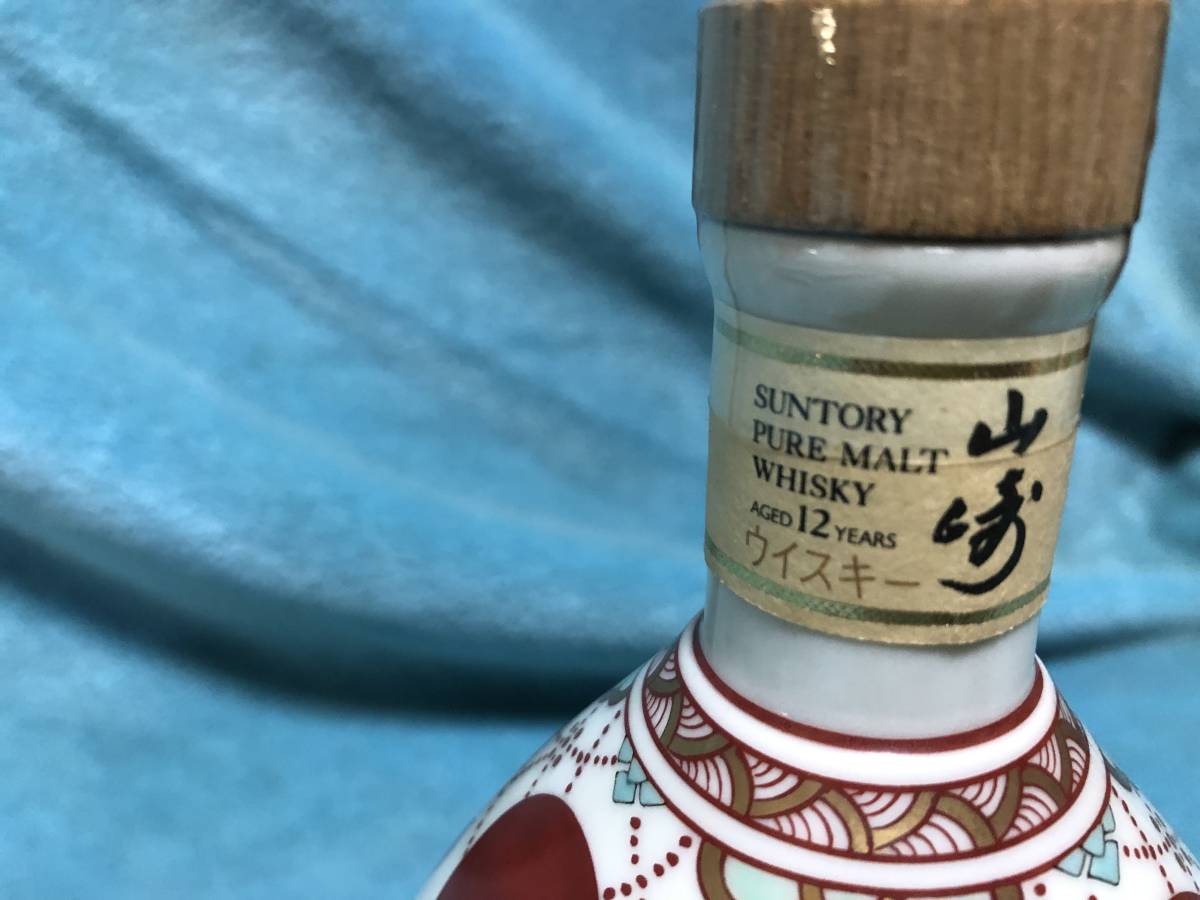 SUNTORY
PURE MALT
WHISKY
AGED 12 YEARS
ウイスキー
山崎